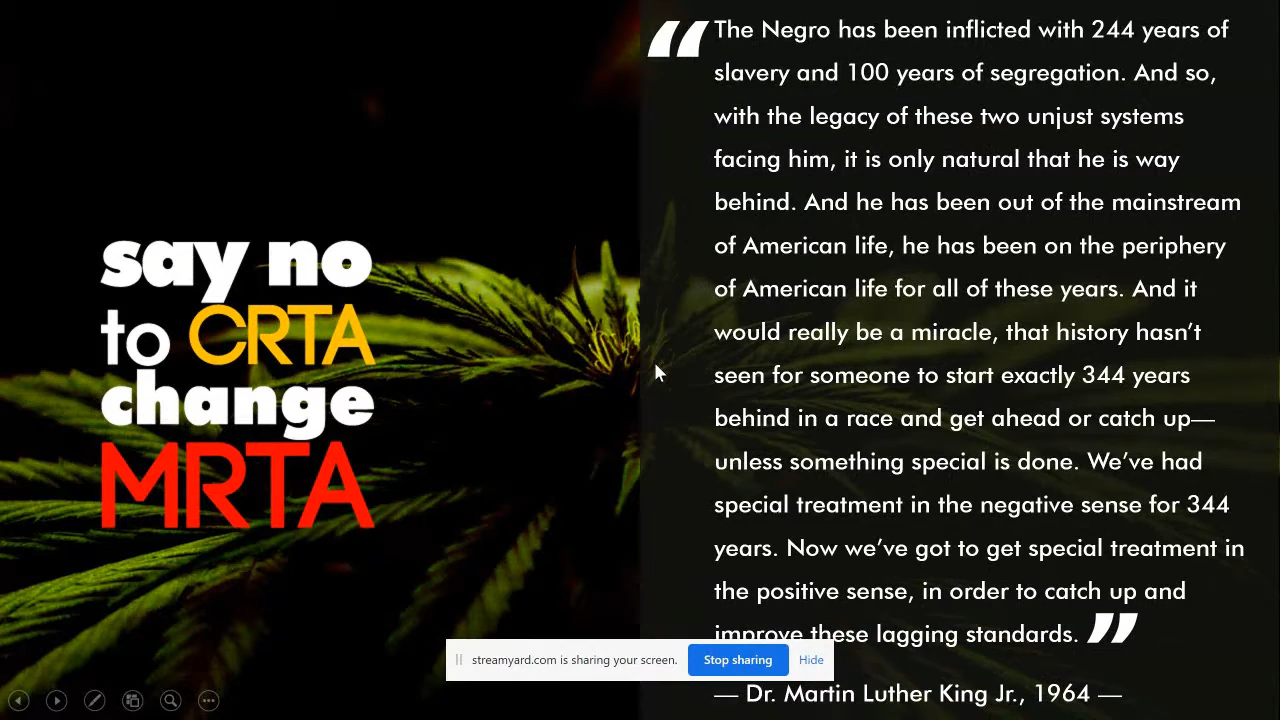 say no
to CRTA
change
MRTA
“The Negro has been inflicted with 244 years of
slavery and 100 years of segregation. And so,
with the legacy of these two unjust systems
facing him, it is only natural that he is way
behind. And he has been out of the mainstream
of American life, he has been on the periphery
of American life for all of these years. And it
would really be a miracle, that history hasn’t
seen for someone to start exactly 344 years
behind in a race and get ahead or catch up—
unless something special is done. We’ve had
special treatment in the negative sense for 344
years. Now we’ve got to get special treatment in
the positive sense, in order to catch up and
improve these lagging standards.”
— Dr. Martin Luther King Jr., 1964 —
streamyard.com is sharing your screen. Stop sharing Hide